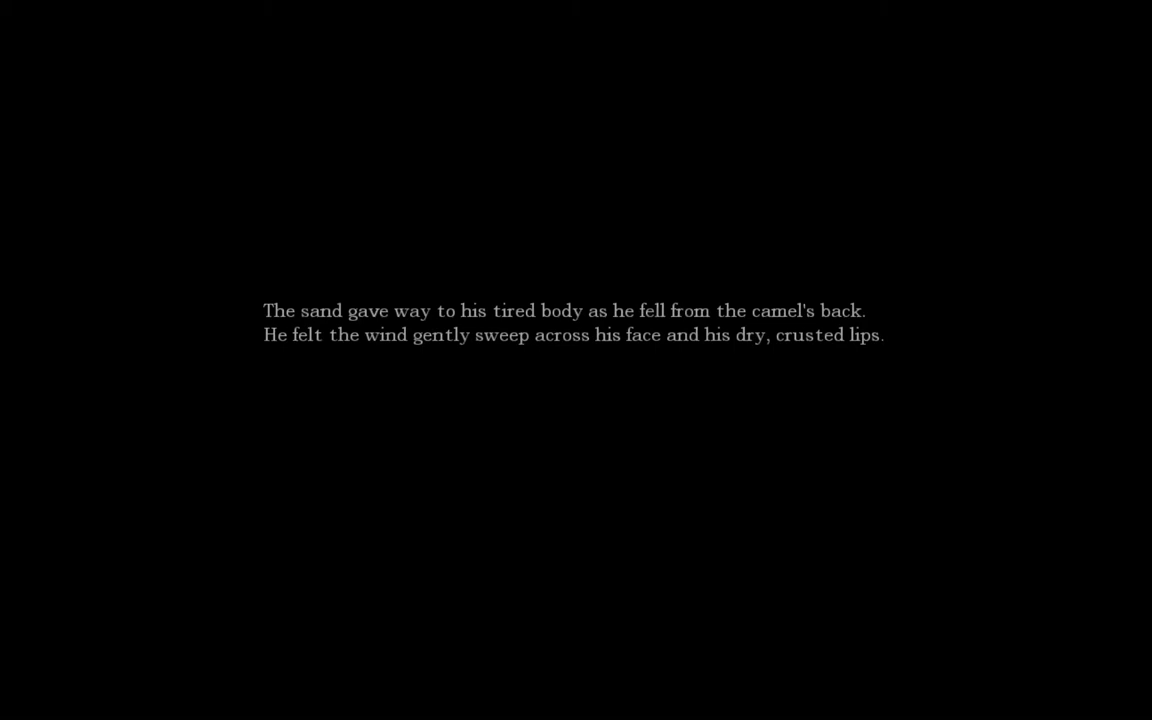 The sand gave way to his tired body as he fell from the camel's back.
He felt the wind gently sweep across his face and his dry, crusted lips.